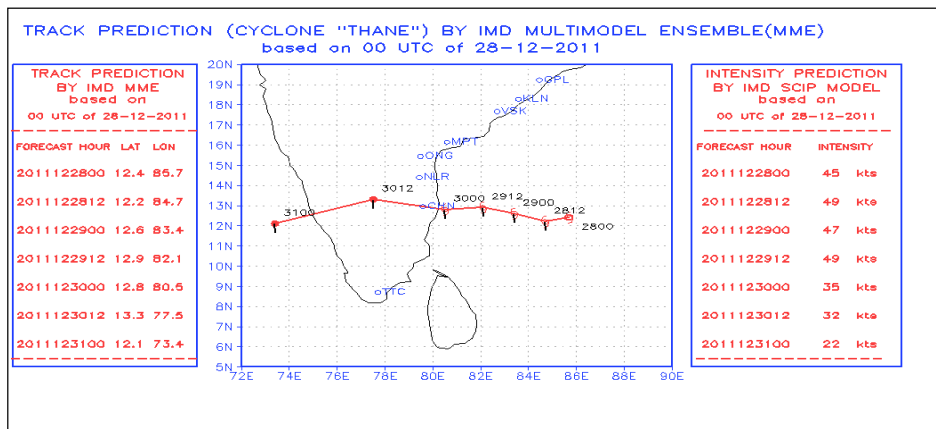 TRACK PREDICTION (CYCLONE "THANE") BY IMD MULTIMODEL ENSEMBLE(MME)
based on 00 UTC of 28-12-2011
TRACK PREDICTION
BY IMD MME
based on
00 UTC of 28-12-2011
FORECAST HOUR LAT LON
2011122800 12.4 85.7
2011122812 12.2 84.7
2011122900 12.6 83.4
2011122912 12.9 82.1
2011123000 12.8 80.5
2011123012 13.3 77.5
2011123100 12.1 73.4
20N
19N
18N
17N
16N
15N
14N
13N
12N
11N
10N
9N
8N
7N
6N
5N
72E 74E 76E 78E 80E 82E 84E 86E 88E 90E
GPL
KLN
VSK
MPT
ONG
NLR
CHN
TTC
3100
3012
3000
2912
2900
2812
2800
INTENSITY PREDICTION
BY IMD SCIP MODEL
based on
00 UTC of 28-12-2011
FORECAST HOUR INTENSITY
2011122800 45 kts
2011122812 49 kts
2011122900 47 kts
2011122912 49 kts
2011123000 35 kts
2011123012 32 kts
2011123100 22 kts